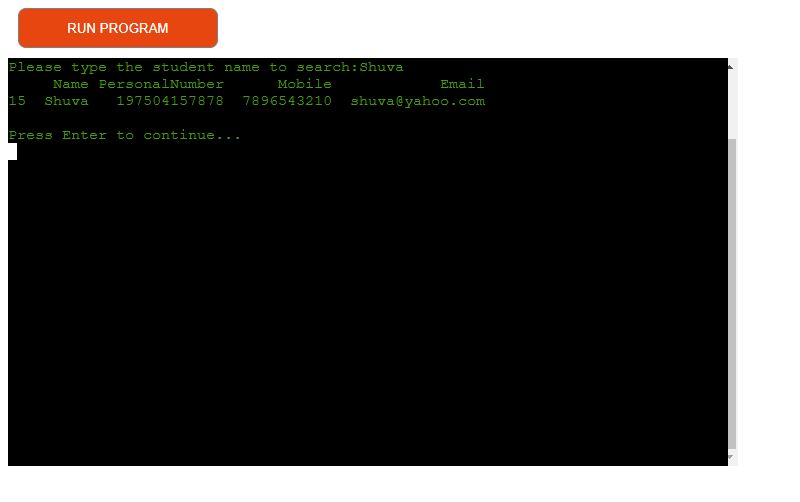 RUN PROGRAM
Please type the student name to search:Shuva
     Name PersonalNumber      Mobile            Email
15  Shuva   197504157878  7896543210  shuva@yahoo.com
Press Enter to continue...